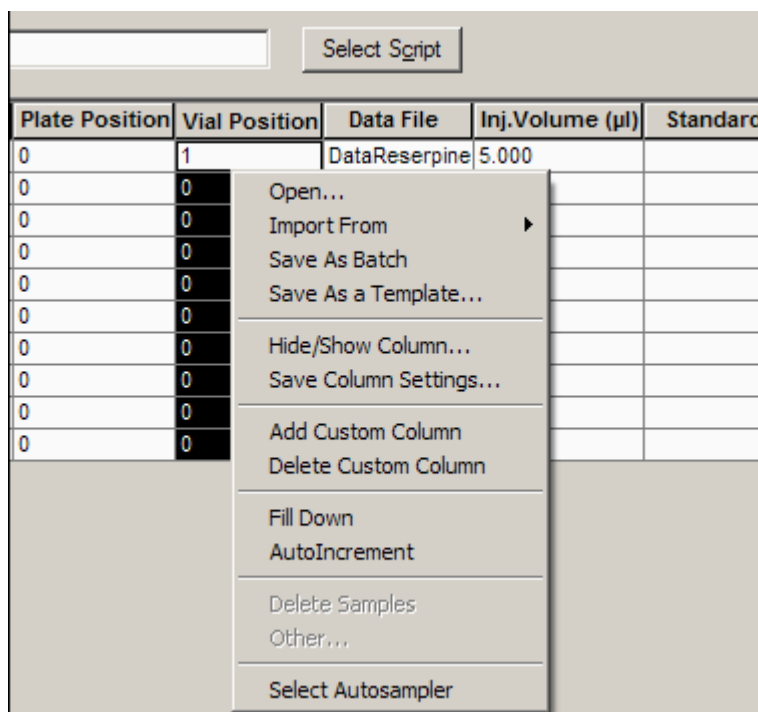 Select Script
Plate Position Vial Position Data File Inj.Volume (µl) Standard
0 1 DataReserpine 5.000
0 0
0 0
0 0
0 0
0 0
0 0
0 0
0 0
0 0
Open...
Import From
Save As Batch
Save As a Template...
Hide/Show Column...
Save Column Settings...
Add Custom Column
Delete Custom Column
Fill Down
AutoIncrement
Delete Samples
Other...
Select Autosampler